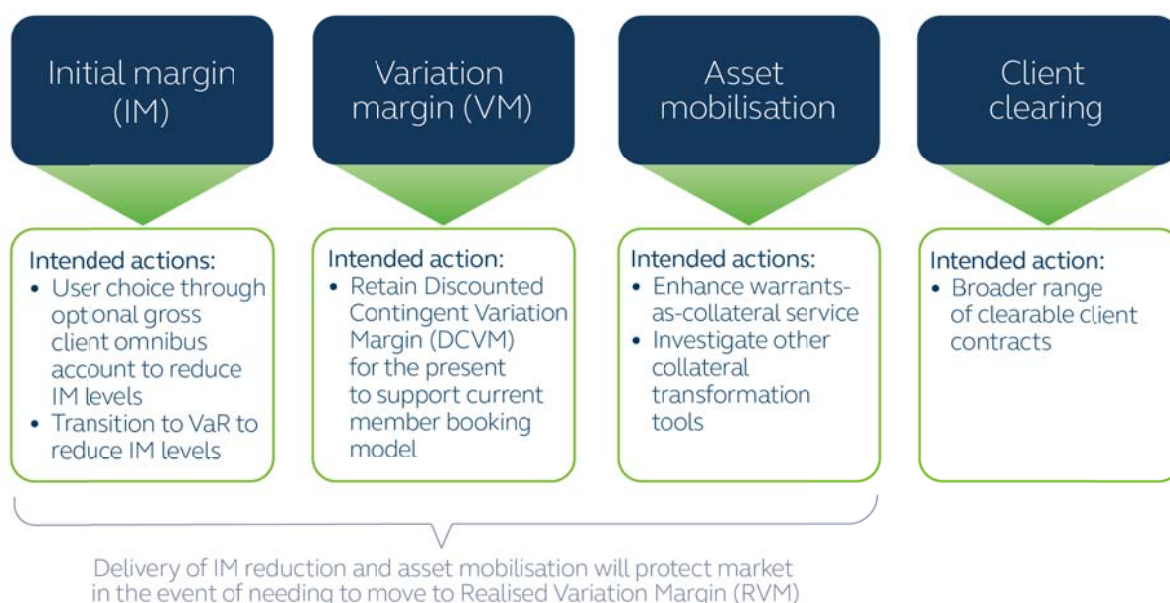 Initial margin
(IM)
Variation
margin (VM)
Asset
mobilisation
Client
clearing
Intended actions:
• User choice through
optional gross
client omnibus
account to reduce
IM levels
• Transition to VaR to
reduce IM levels
Intended action:
• Retain Discounted
Contingent Variation
Margin (DCVM)
for the present
to support current
member booking
model
Intended actions:
• Enhance warrants-
as-collateral service
• Investigate other
collateral
transformation
tools
Intended action:
• Broader range
of clearable client
contracts
Delivery of IM reduction and asset mobilisation will protect market
in the event of needing to move to Realised Variation Margin (RVM)